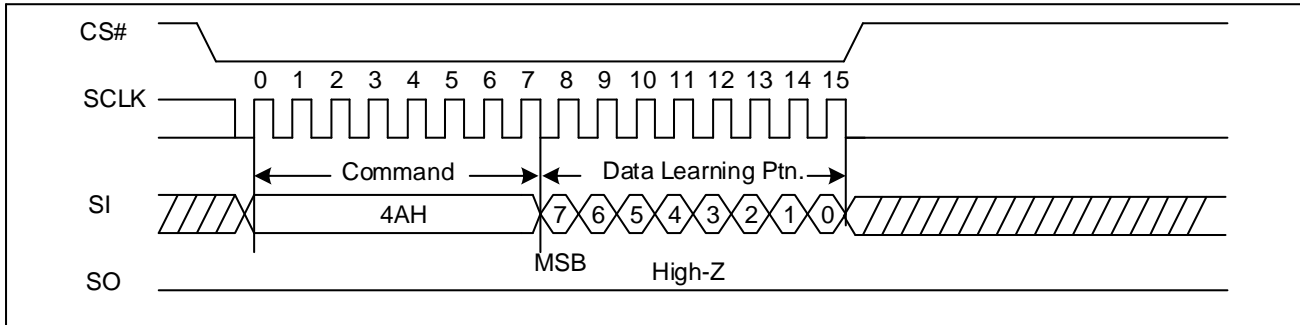 CS#
0 1 2 3 4 5 6 7 8 9 10 11 12 13 14 15
SCLK
Command Data Learning Ptn.
SI 4AH 7 6 5 4 3 2 1 0
MSB High-Z
SO